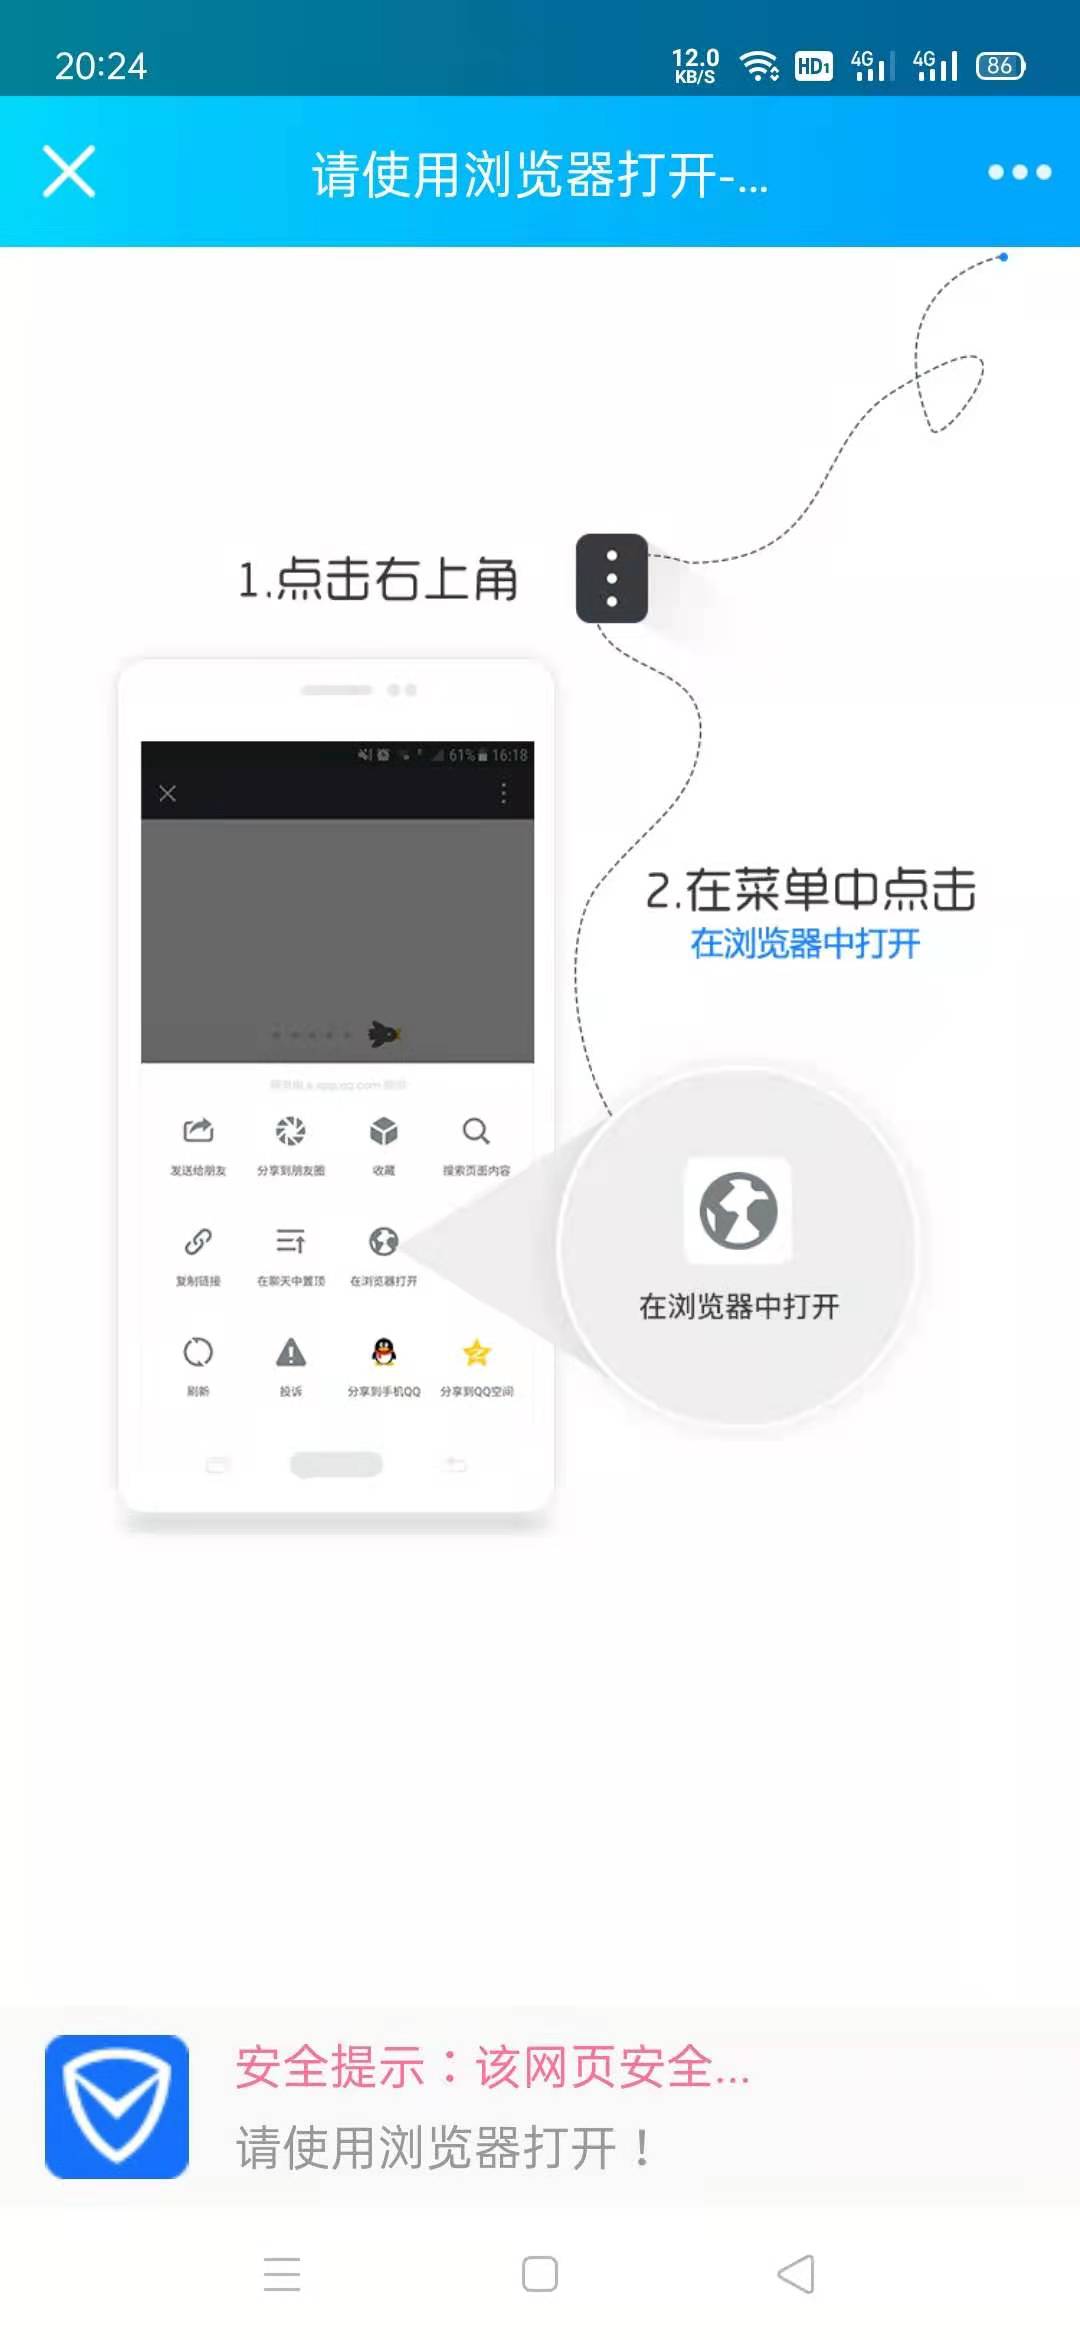 20:24
12.0
KB/S
HD1
4G
4G
86
请使用浏览器打开-...
1.点击右上角
61%
16:18
2.在菜单中点击
在浏览器中打开
发送给朋友
分享到朋友圈
收藏
搜索页面内容
复制链接
在聊天中置顶
在浏览器打开
在浏览器中打开
刷新
投诉
分享到手机QQ
分享到QQ空间
安全提示：该网页安全...
请使用浏览器打开！